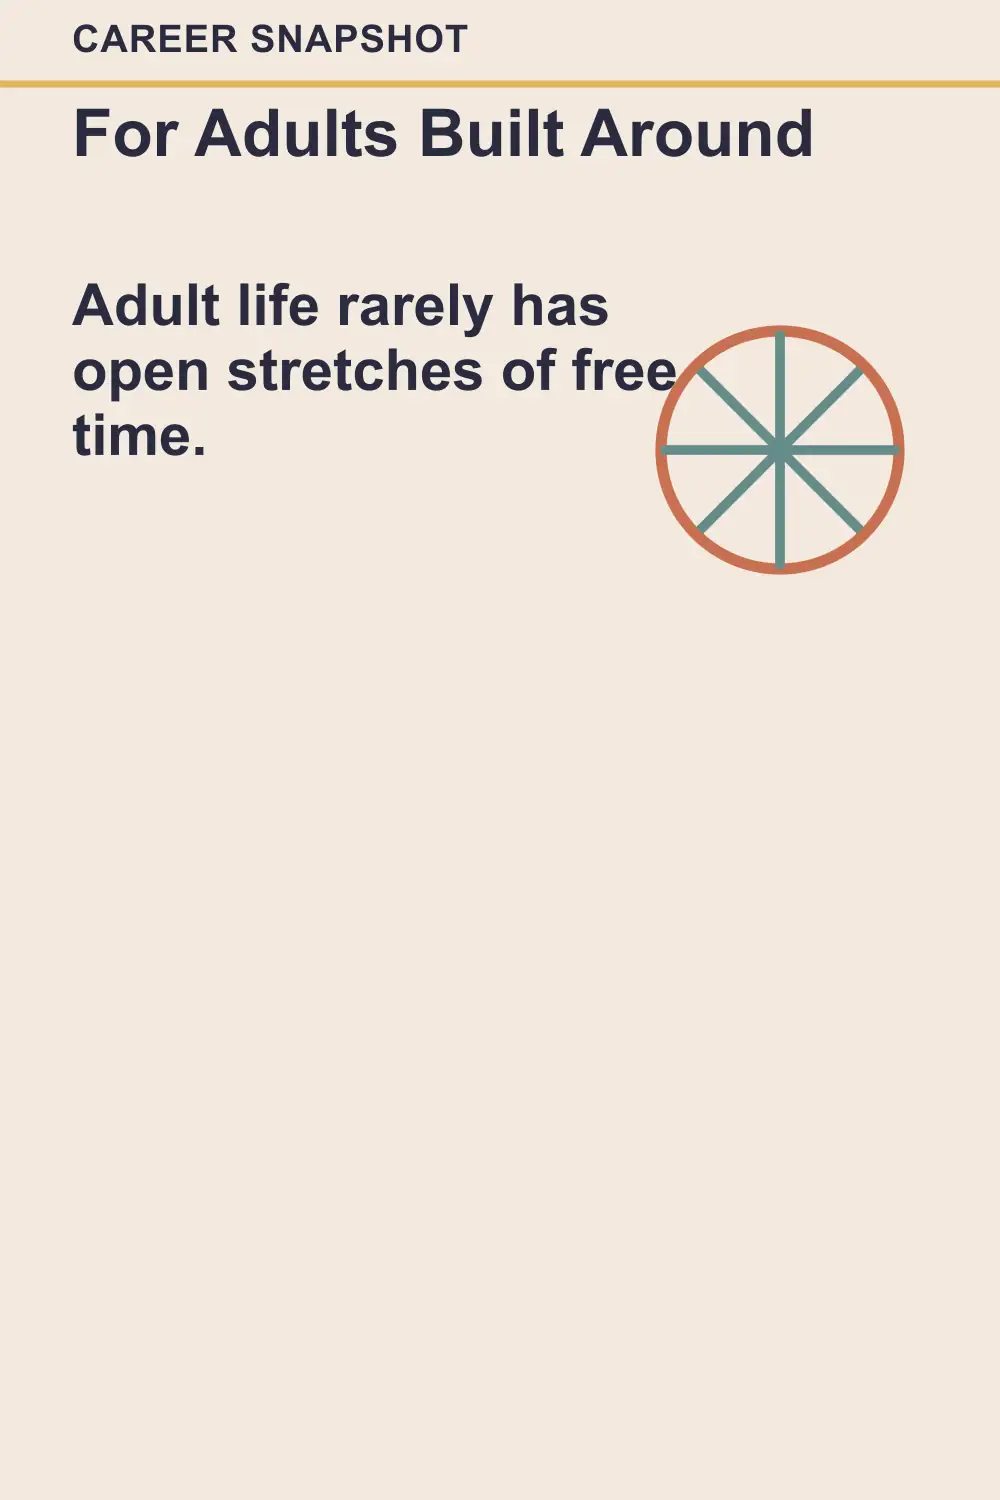 CAREER SNAPSHOT
For Adults Built Around
Adult life rarely has
open stretches of free
time.